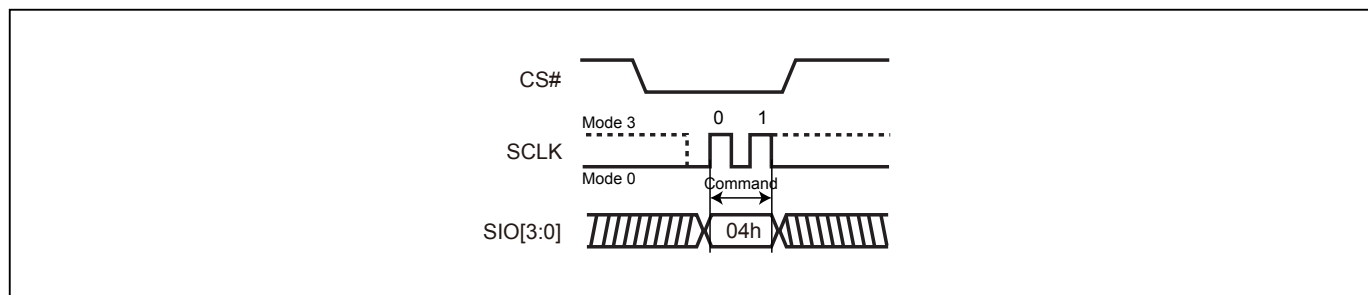 CS#
Mode 3
0 1
SCLK
Mode 0
Command
SIO[3:0]
04h